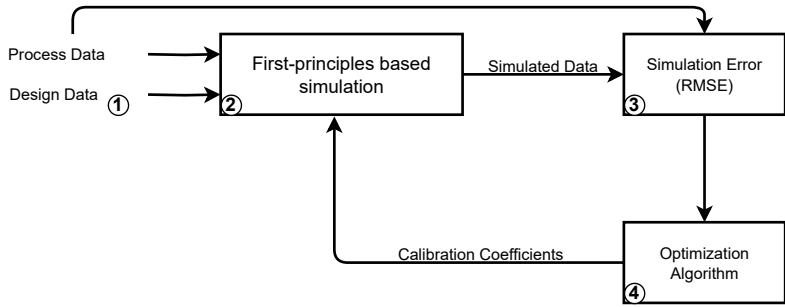 Process Data
Design Data
①
First-principles based
simulation
②
Simulated Data
Simulation Error
(RMSE)
③
Calibration Coefficients
Optimization
Algorithm
④